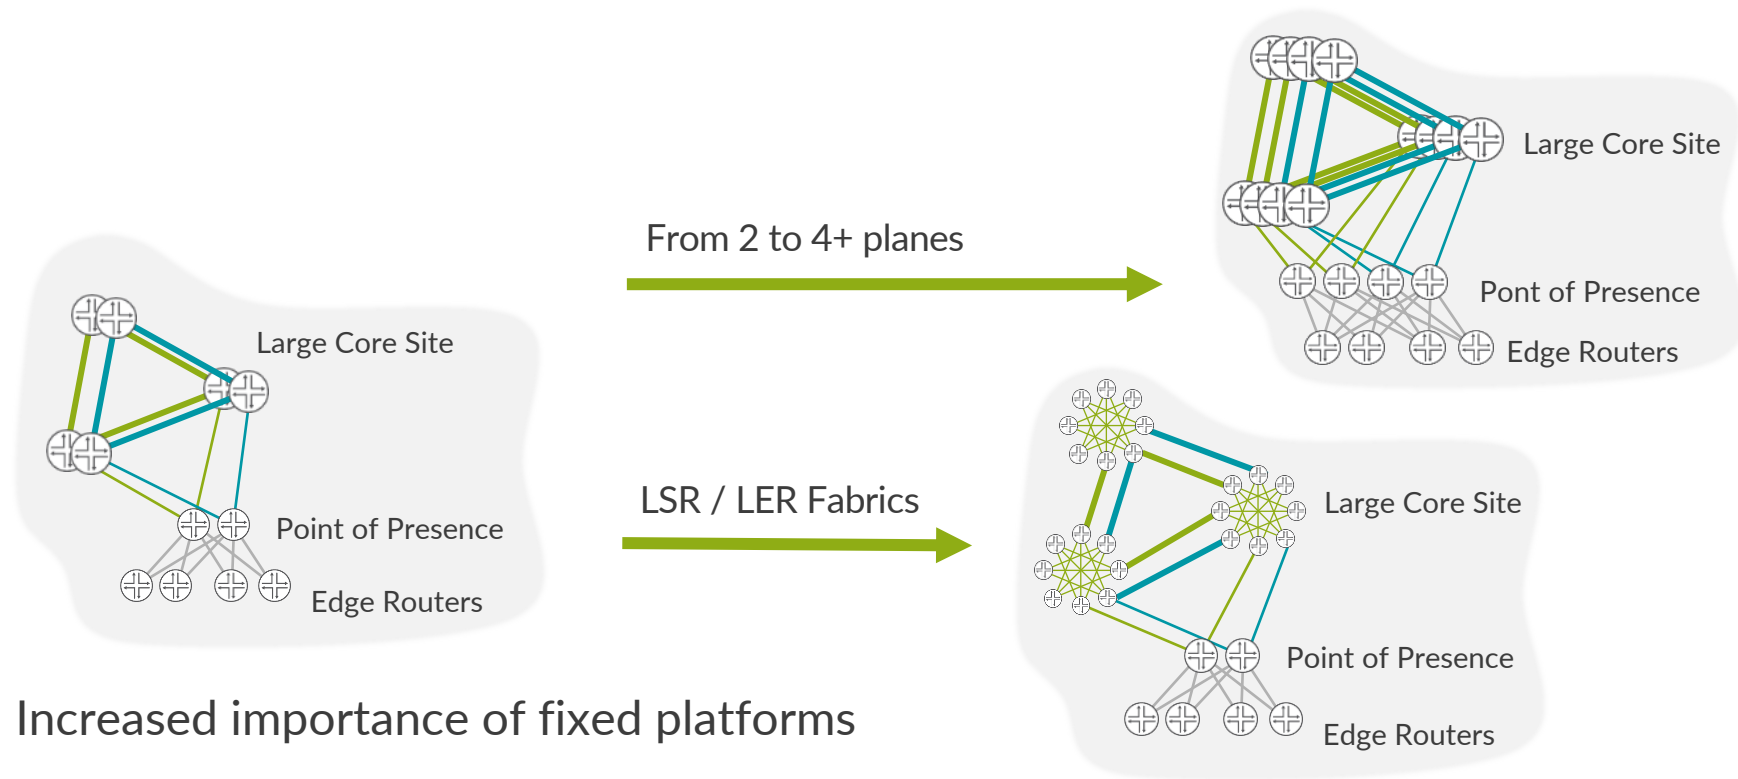 Large Core Site
From 2 to 4+ planes
Pont of Presence
Edge Routers
Large Core Site
LSR / LER Fabrics
Large Core Site
Point of Presence
Edge Routers
Point of Presence
Edge Routers
Increased importance of fixed platforms